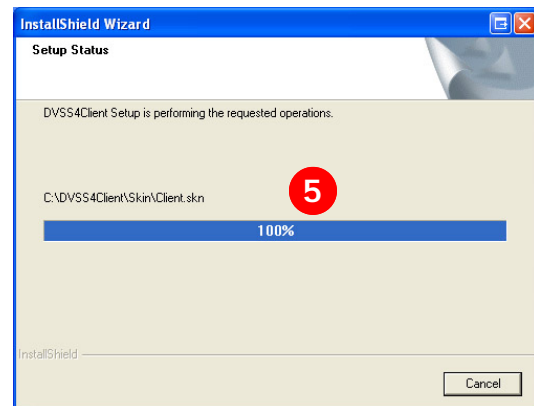 InstallShield Wizard
Setup Status
DVSS4Client Setup is performing the requested operations.
C:\DVSS4Client\Skin\Client.skn
5
100%
InstallShield
Cancel